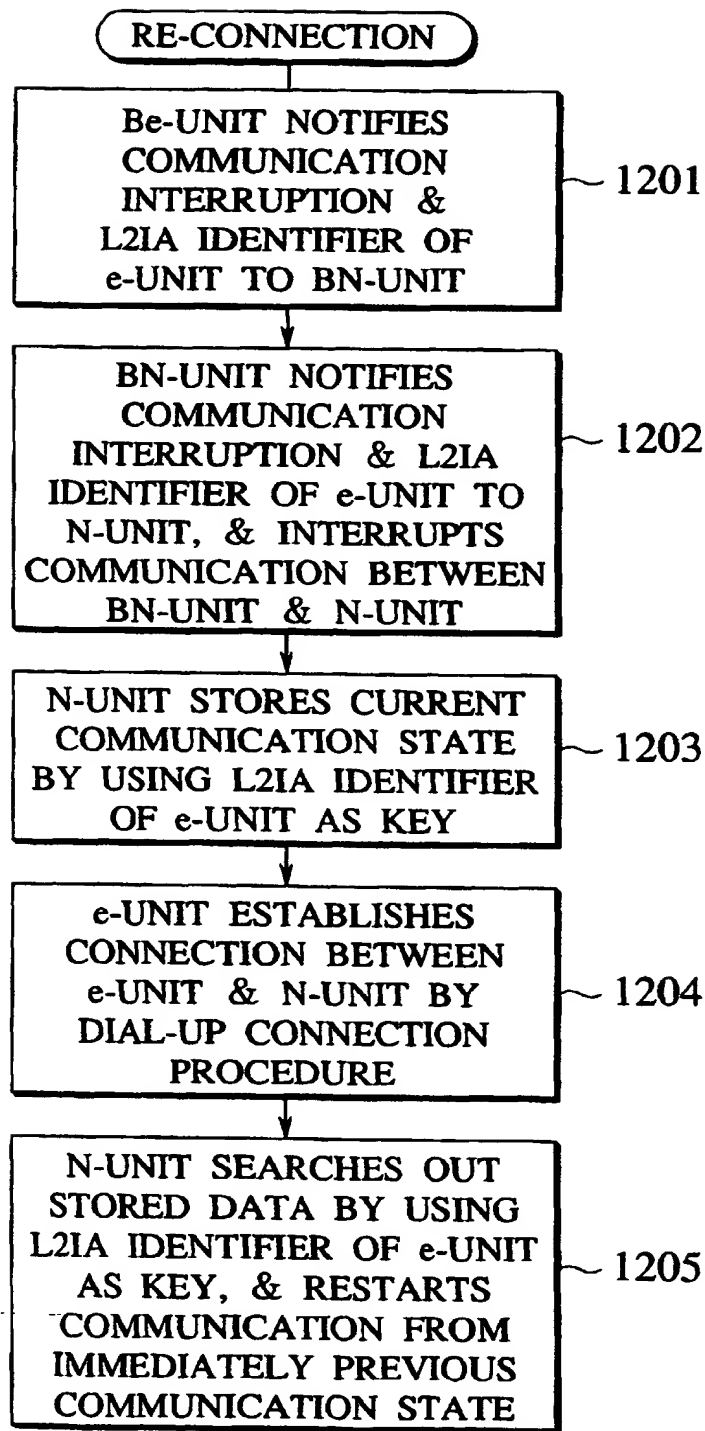 RE-CONNECTION
Be-UNIT NOTIFIES
COMMUNICATION
INTERRUPTION &
L2IA IDENTIFIER OF
e-UNIT TO BN-UNIT
1201
BN-UNIT NOTIFIES
COMMUNICATION
INTERRUPTION & L2IA
IDENTIFIER OF e-UNIT TO
N-UNIT, & INTERRUPTS
COMMUNICATION BETWEEN
BN-UNIT & N-UNIT
1202
N-UNIT STORES CURRENT
COMMUNICATION STATE
BY USING L2IA IDENTIFIER
OF e-UNIT AS KEY
1203
e-UNIT ESTABLISHES
CONNECTION BETWEEN
e-UNIT & N-UNIT BY
DIAL-UP CONNECTION
PROCEDURE
1204
N-UNIT SEARCHES OUT
STORED DATA BY USING
L2IA IDENTIFIER OF e-UNIT
AS KEY, & RESTARTS
COMMUNICATION FROM
IMMEDIATELY PREVIOUS
COMMUNICATION STATE
1205